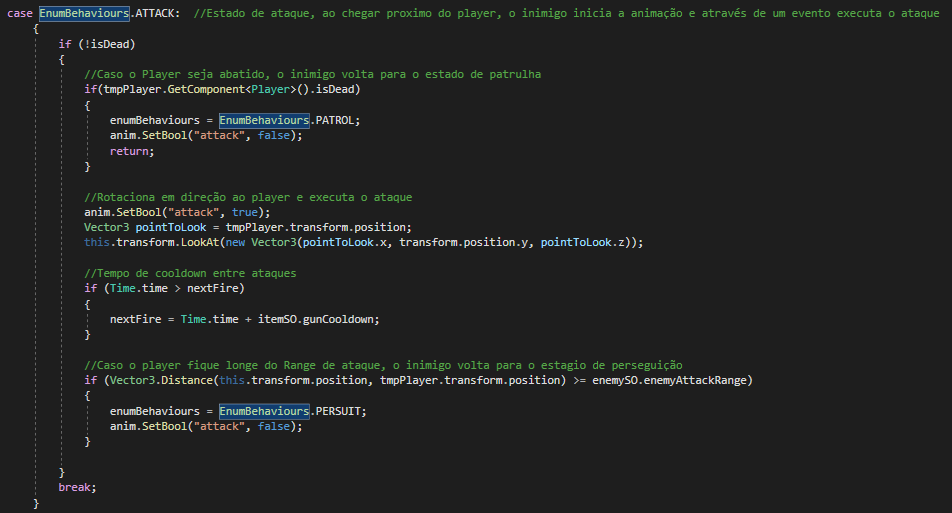 case EnumBehaviours.ATTACK:  //Estado de ataque, ao chegar proximo do player, o inimigo inicia a animação e através de um evento executa o ataque
    {
        if (!isDead)
        {
            //Caso o Player seja abatido, o inimigo volta para o estado de patrulha
            if(tmpPlayer.GetComponent<Player>().isDead)
            {
                enumBehaviours = EnumBehaviours.PATROL;
                anim.SetBool("attack", false);
                return;
            }

            //Rotaciona em direção ao player e executa o ataque
            anim.SetBool("attack", true);
            Vector3 pointToLook = tmpPlayer.transform.position;
            this.transform.LookAt(new Vector3(pointToLook.x, transform.position.y, pointToLook.z));

            //Tempo de cooldown entre ataques
            if (Time.time > nextFire)
            {
                nextFire = Time.time + itemSO.gunCooldown;
            }

            //Caso o player fique longe do Range de ataque, o inimigo volta para o estagio de perseguição
            if (Vector3.Distance(this.transform.position, tmpPlayer.transform.position) >= enemySO.enemyAttackRange)
            {
                enumBehaviours = EnumBehaviours.PERSUIT;
                anim.SetBool("attack", false);
            }

        }
        break;
    }